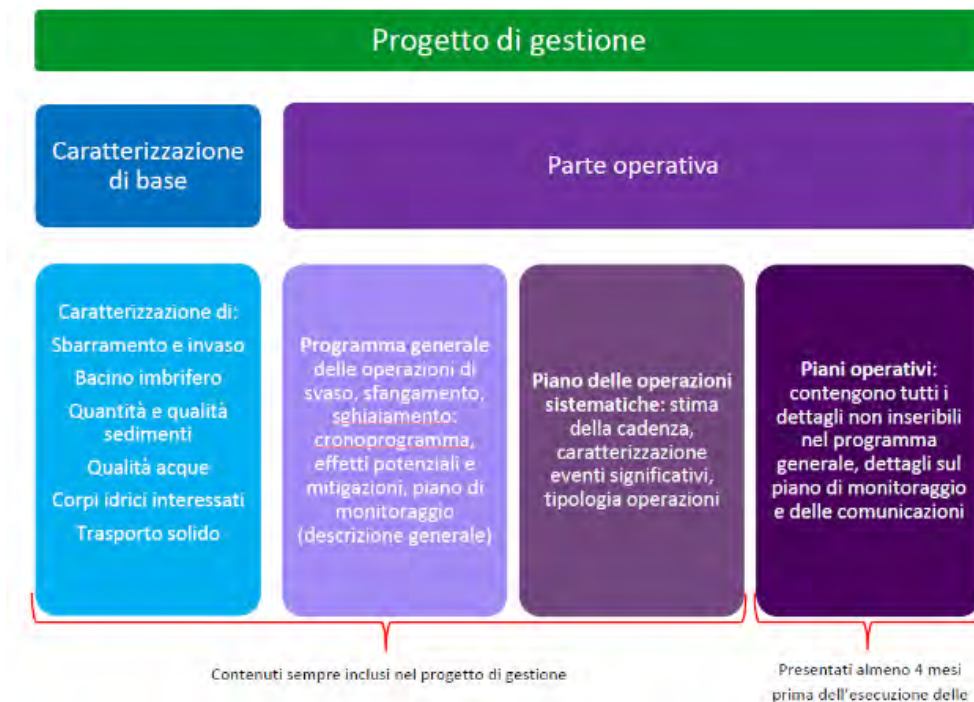 Progetto di gestione
Caratterizzazione
di base
Parte operativa
Caratterizzazione di:
Sbarramento e invaso
Bacino imbrifero
Quantità e qualità
sedimenti
Qualità acque
Corpi idrici interessati
Trasporto solido
Programma generale
delle operazioni di
svaso, sfangamento,
sghiaiamento:
cronoprogramma,
effetti potenziali e
mitigazioni, piano di
monitoraggio
(descrizione generale)
Piano delle operazioni
sistematiche: stima
della cadenza,
caratterizzazione
eventi significativi,
tipologia operazioni
Piani operativi:
contengono tutti i
dettagli non inseribili
nel programma
generale, dettagli sul
piano di monitoraggio
e delle comunicazioni
Contenuti sempre inclusi nel progetto di gestione
Presentati almeno 4 mesi
prima dell'esecuzione delle